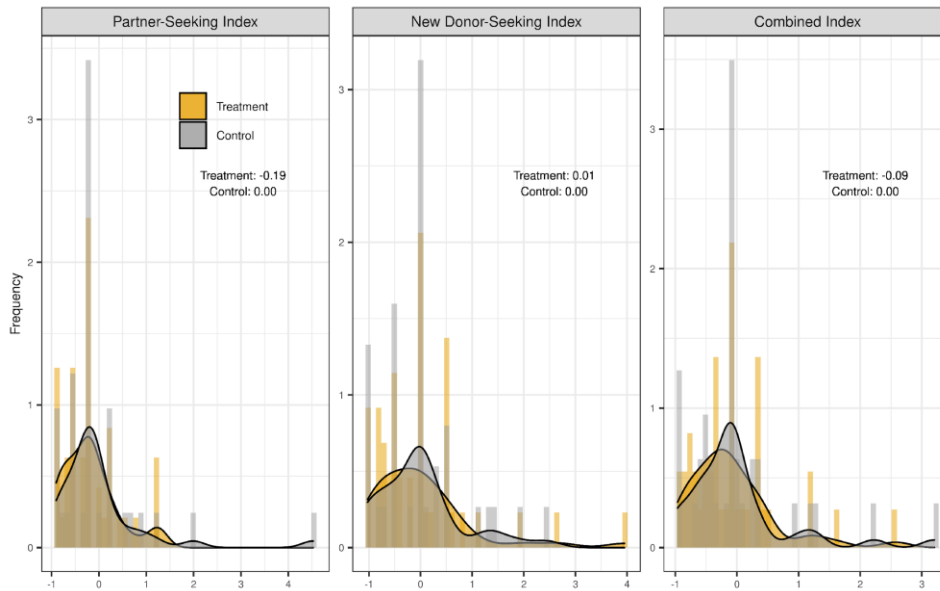 Partner-Seeking Index
New Donor-Seeking Index
Combined Index
Frequency
Treatment
Control
Treatment: -0.19
Control: 0.00
Treatment: 0.01
Control: 0.00
Treatment: -0.09
Control: 0.00
3
2
1
0
3
2
1
0
3
2
1
0
-1 0 1 2 3 4
-1 0 1 2 3 4
-1 0 1 2 3